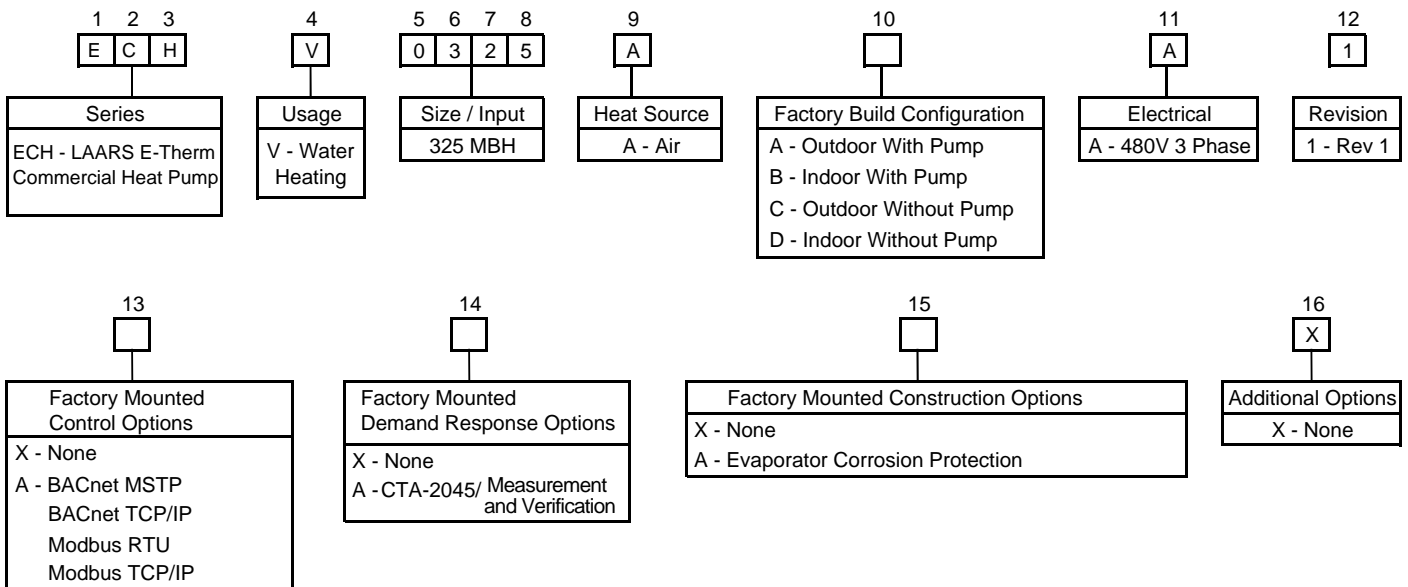 1 2 3
E C H
Series
ECH - LAARS E-Therm
Commercial Heat Pump
4
V
Usage
V - Water
Heating
5 6 7 8
0 3 2 5
Size / Input
325 MBH
9
A
Heat Source
A - Air
10
Factory Build Configuration
A - Outdoor With Pump
B - Indoor With Pump
C - Outdoor Without Pump
D - Indoor Without Pump
11
A
Electrical
A - 480V 3 Phase
12
1
Revision
1 - Rev 1
13
Factory Mounted
Control Options
X - None
A - BACnet MSTP
BACnet TCP/IP
Modbus RTU
Modbus TCP/IP
14
Factory Mounted
Demand Response Options
X - None
A -CTA-2045/ Measurement
and Verification
15
Factory Mounted Construction Options
X - None
A - Evaporator Corrosion Protection
16
X
Additional Options
X - None